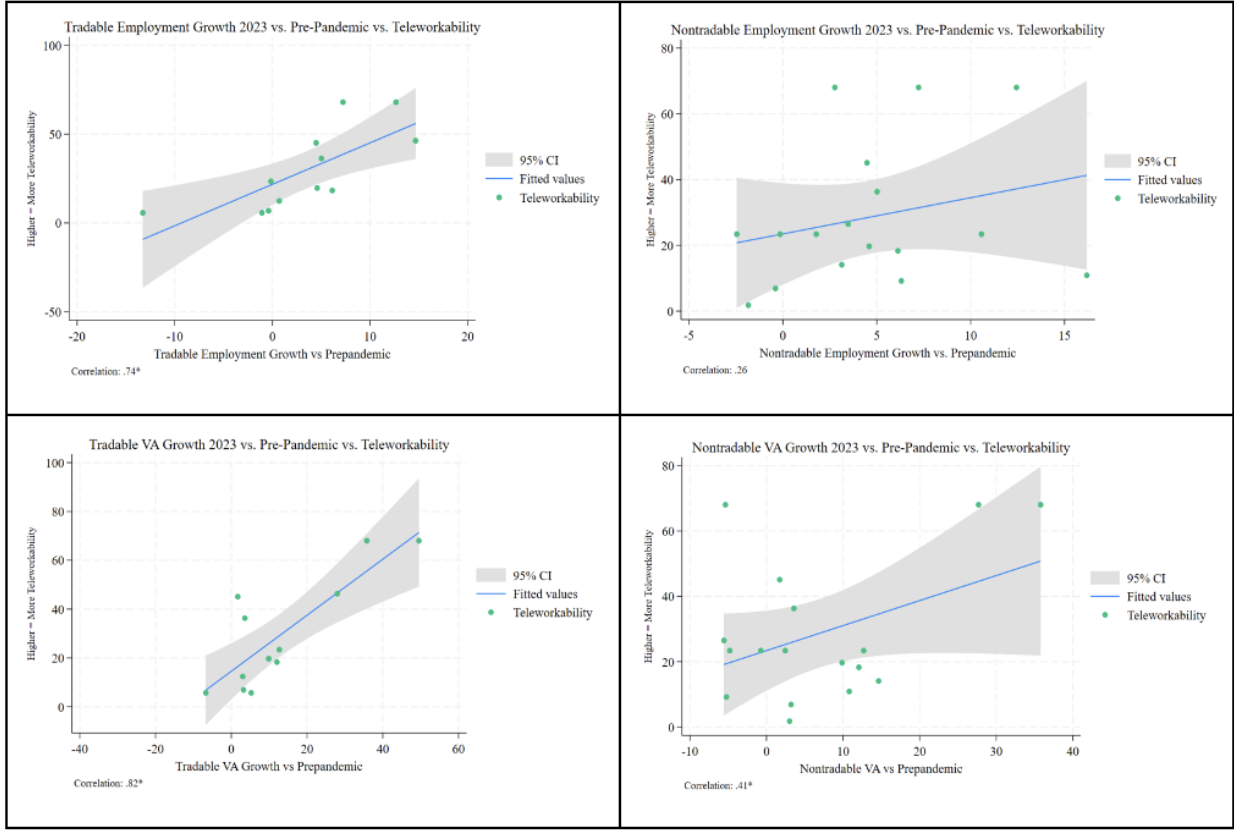 Tradable Employment Growth 2023 vs. Pre-Pandemic vs. Teleworkability
100
50
0
-50
Higher = More Teleworkability
-20
-10
0
10
20
Tradable Employment Growth vs Prepandemic
Correlation: .74*
95% CI
Fitted values
Teleworkability
Nontradable Employment Growth 2023 vs. Pre-Pandemic vs. Teleworkability
80
60
40
20
0
Higher = More Teleworkability
-5
0
5
10
15
Nontradable Employment Growth vs. Prepandemic
Correlation: .26
95% CI
Fitted values
Teleworkability
Tradable VA Growth 2023 vs. Pre-Pandemic vs. Teleworkability
100
80
60
40
20
0
Higher = More Teleworkability
-40
-20
0
20
40
60
Tradable VA Growth vs Prepandemic
Correlation: .82*
95% CI
Fitted values
Teleworkability
Nontradable VA Growth 2023 vs. Pre-Pandemic vs. Teleworkability
80
60
40
20
0
Higher = More Teleworkability
-10
0
10
20
30
40
Nontradable VA vs Prepandemic
Correlation: .41*
95% CI
Fitted values
Teleworkability